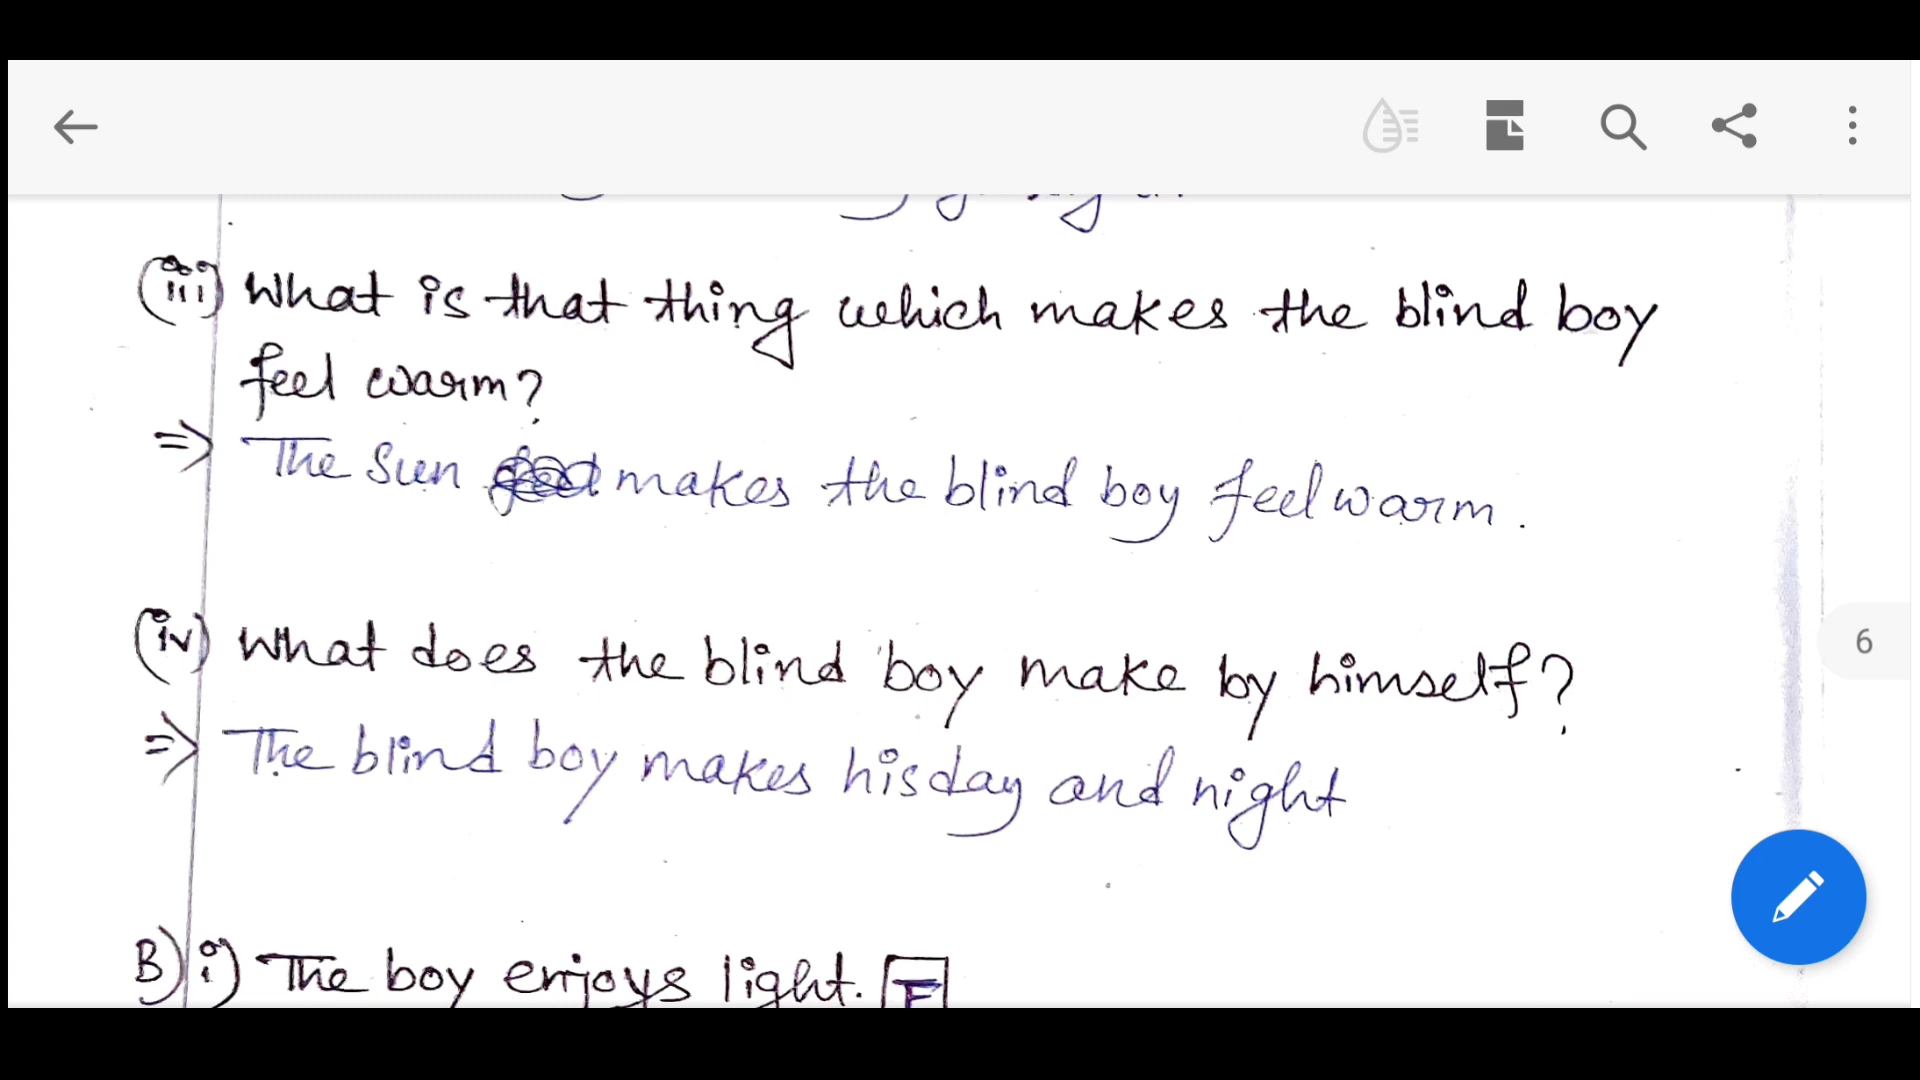 (iii) What is that thing which makes the blind boy
feel warm?
=> The Sun makes the blind boy feel warm.
(iv) What does the blind boy make by himself?
=> The blind boy makes his day and night
6
B) i) The boy enjoys light. F